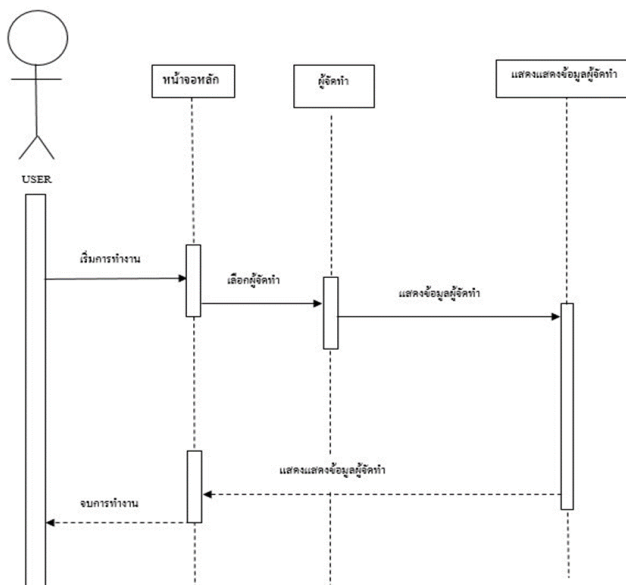 หน้าจอหลัก
ผู้จัดทำ
แสดงแสดงข้อมูลผู้จัดทำ
USER
เริ่มการทำงาน
เลือกผู้จัดทำ
แสดงข้อมูลผู้จัดทำ
แสดงแสดงข้อมูลผู้จัดทำ
จบการทำงาน